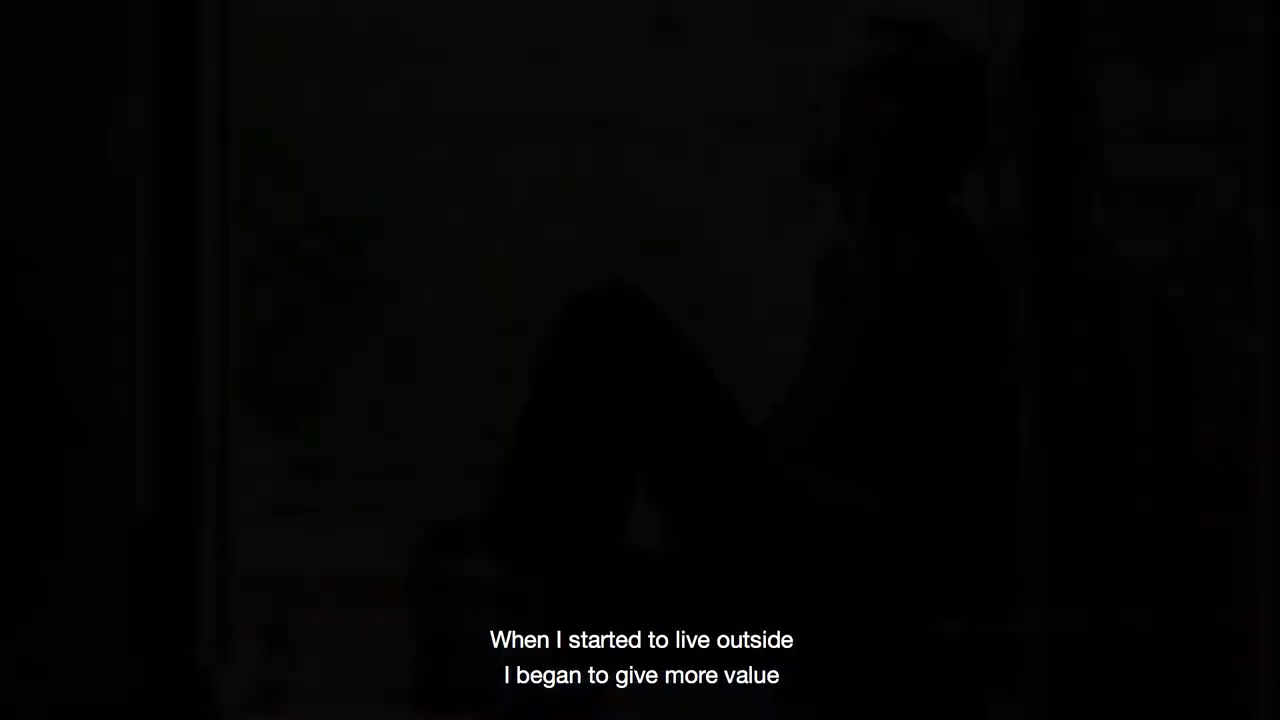 When I started to live outside
I began to give more value